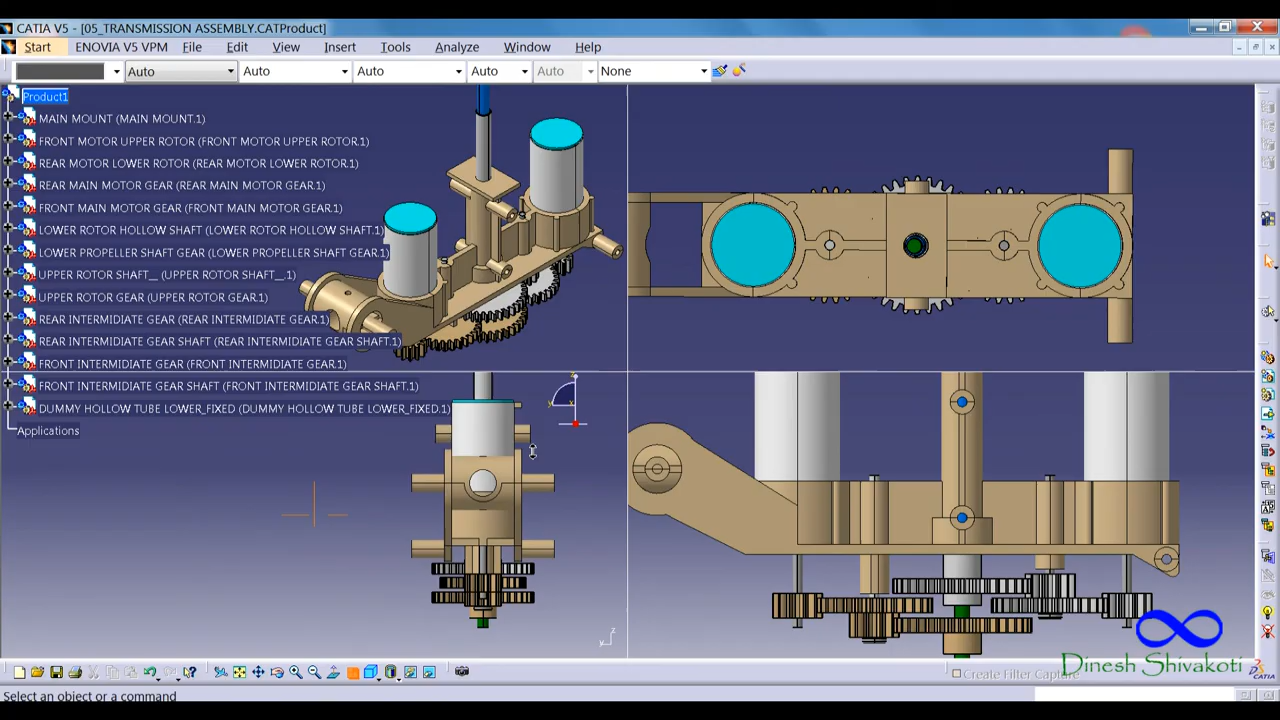 CATIA V5 - [05_TRANSMISSION ASSEMBLY.CATProduct]
Start ENOVIA V5 VPM File Edit View Insert Tools Analyze Window Help
Auto Auto Auto Auto Auto None
Product1
MAIN MOUNT (MAIN MOUNT.1)
FRONT MOTOR UPPER ROTOR (FRONT MOTOR UPPER ROTOR.1)
REAR MOTOR LOWER ROTOR (REAR MOTOR LOWER ROTOR.1)
REAR MAIN MOTOR GEAR (REAR MAIN MOTOR GEAR.1)
FRONT MAIN MOTOR GEAR (FRONT MAIN MOTOR GEAR.1)
LOWER ROTOR HOLLOW SHAFT (LOWER ROTOR HOLLOW SHAFT.1)
LOWER PROPELLER SHAFT GEAR (LOWER PROPELLER SHAFT GEAR.1)
UPPER ROTOR SHAFT__ (UPPER ROTOR SHAFT__.1)
UPPER ROTOR GEAR (UPPER ROTOR GEAR.1)
REAR INTERMIDIATE GEAR (REAR INTERMIDIATE GEAR.1)
REAR INTERMIDIATE GEAR SHAFT (REAR INTERMIDIATE GEAR SHAFT.1)
FRONT INTERMIDIATE GEAR (FRONT INTERMIDIATE GEAR.1)
FRONT INTERMIDIATE GEAR SHAFT (FRONT INTERMIDIATE GEAR SHAFT.1)
DUMMY HOLLOW TUBE LOWER_FIXED (DUMMY HOLLOW TUBE LOWER_FIXED.1)
Applications
z
y
x
z
y
Dinesh Shivakoti
Create Filter Capture
CATIA
Select an object or a command